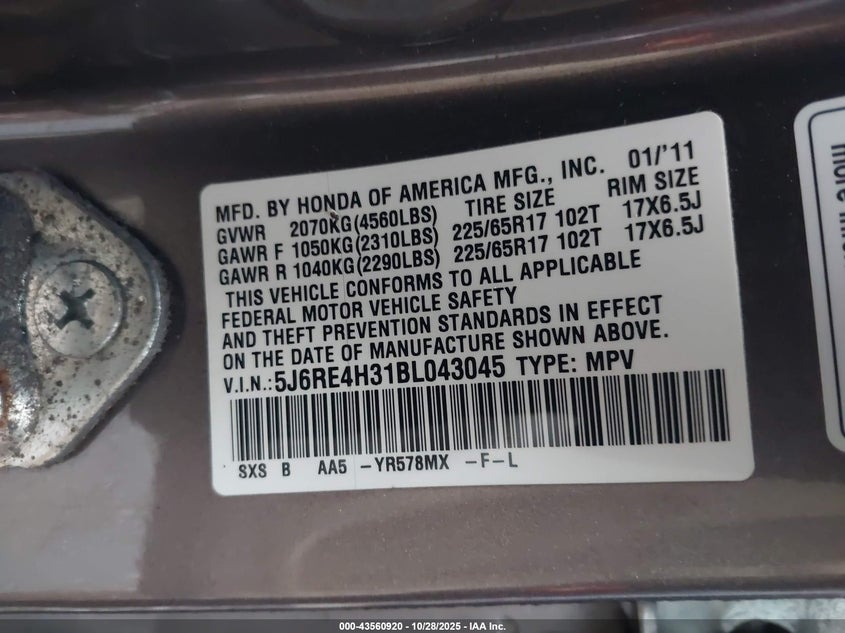 MFD. BY HONDA OF AMERICA MFG., INC. 01/'11
GVWR 2070KG(4560LBS) TIRE SIZE RIM SIZE
GAWR F 1050KG(2310LBS) 225/65R17 102T 17X6.5J
GAWR R 1040KG(2290LBS) 225/65R17 102T 17X6.5J
THIS VEHICLE CONFORMS TO ALL APPLICABLE
FEDERAL MOTOR VEHICLE SAFETY
AND THEFT PREVENTION STANDARDS IN EFFECT
ON THE DATE OF MANUFACTURE SHOWN ABOVE.
V.I.N.:5J6RE4H31BL043045 TYPE: MPV
SXS B AA5 -YR578MX -F-L
more
000-43560920 - 10/28/2025 - IAA Inc.